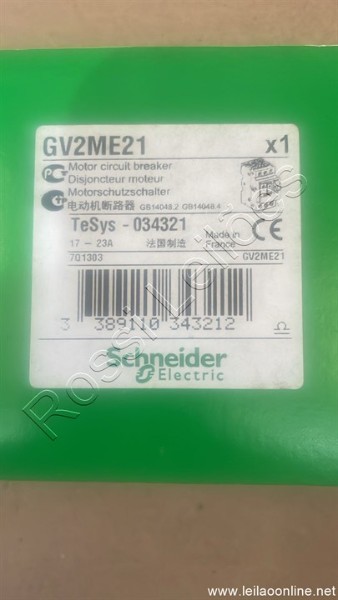 GV2ME21 x1
Motor circuit breaker
Disjoncteur moteur
Motorschutzschalter
电动机断路器 GB14048.2 GB14048.4
TeSys - 034321 Made in France CE
17 - 23A 法国制造
701303 GV2ME21
3 389110 343212
Schneider
Electric
Rossi Leilões
www.leilaoonline.net